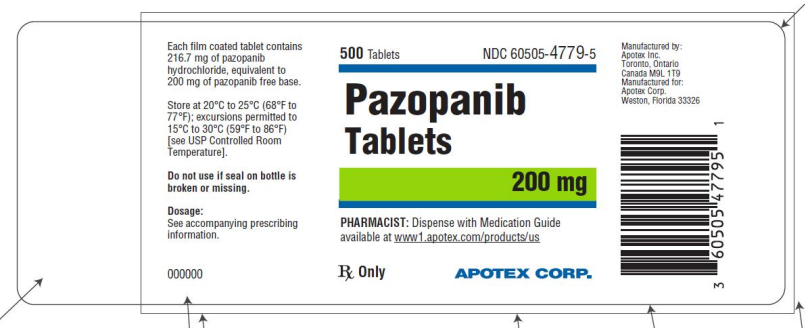 Each film coated tablet contains
216.7 mg of pazopanib
hydrochloride, equivalent to
200 mg of pazopanib free base.
Store at 20°C to 25°C (68°F to
77°F); excursions permitted to
15°C to 30°C (59°F to 86°F)
[see USP Controlled Room
Temperature].
Do not use if seal on bottle is
broken or missing.
Dosage:
See accompanying prescribing
information.
000000
500 Tablets NDC 60505-4779-5
Pazopanib
Tablets
200 mg
PHARMACIST: Dispense with Medication Guide
available at www1.apotex.com/products/us
℞ Only APOTEX CORP.
Manufactured by:
Apotex Inc.
Toronto, Ontario
Canada M9L 1T9
Manufactured for:
Apotex Corp.
Weston, Florida 33326
3 60505 47795 1